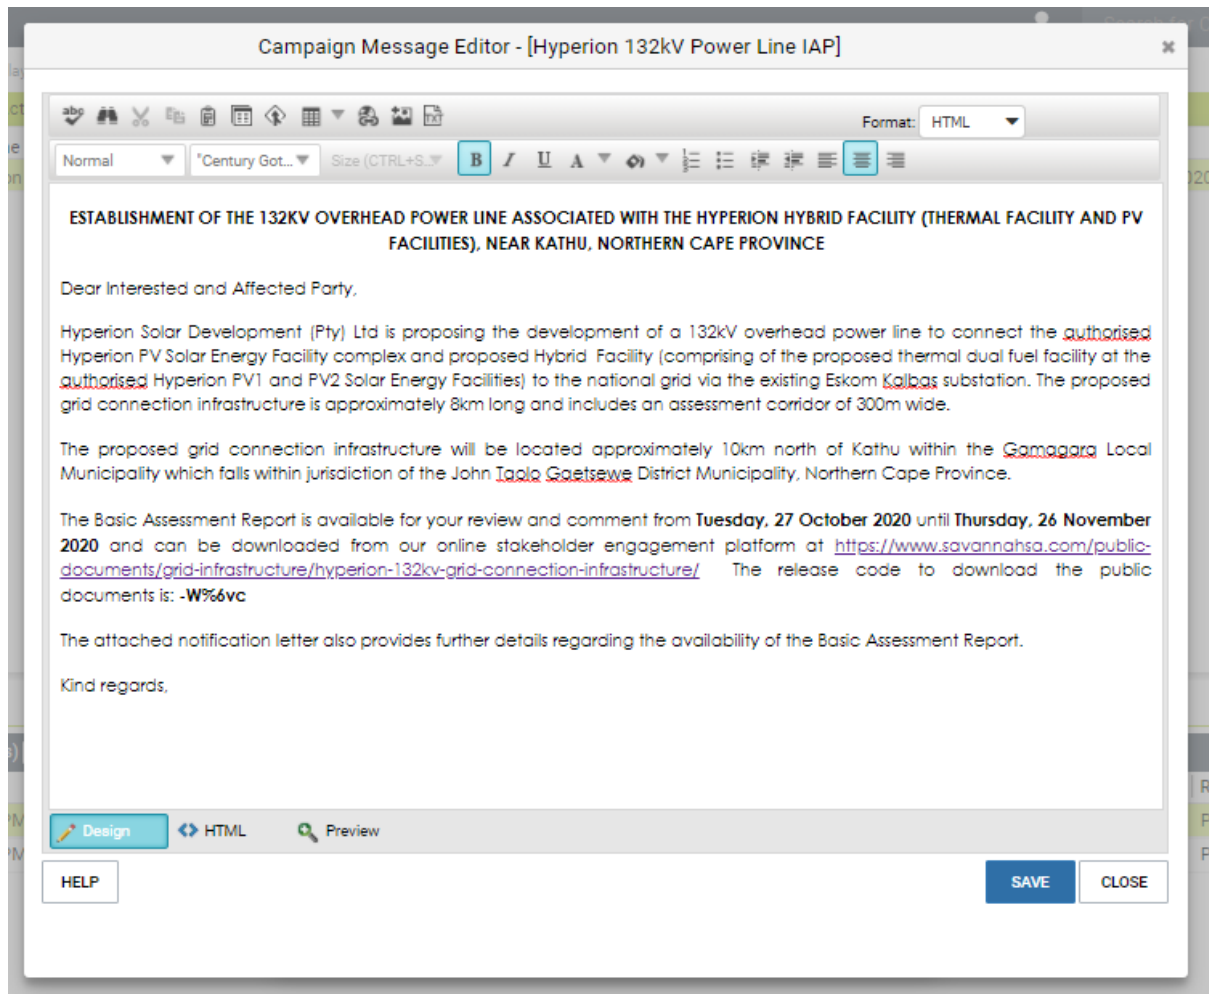 Campaign Message Editor - [Hyperion 132kV Power Line IAP]
Format: HTML
Normal "Century Got... Size (CTRL+S... B I U A
ESTABLISHMENT OF THE 132KV OVERHEAD POWER LINE ASSOCIATED WITH THE HYPERION HYBRID FACILITY (THERMAL FACILITY AND PV
FACILITIES), NEAR KATHU, NORTHERN CAPE PROVINCE
Dear Interested and Affected Party,
Hyperion Solar Development (Pty) Ltd is proposing the development of a 132kV overhead power line to connect the authorised
Hyperion PV Solar Energy Facility complex and proposed Hybrid Facility (comprising of the proposed thermal dual fuel facility at the
authorised Hyperion PV1 and PV2 Solar Energy Facilities) to the national grid via the existing Eskom Kalbas substation. The proposed
grid connection infrastructure is approximately 8km long and includes an assessment corridor of 300m wide.
The proposed grid connection infrastructure will be located approximately 10km north of Kathu within the Gamagara Local
Municipality which falls within jurisdiction of the John Taolo Gaetsewe District Municipality, Northern Cape Province.
The Basic Assessment Report is available for your review and comment from Tuesday, 27 October 2020 until Thursday, 26 November
2020 and can be downloaded from our online stakeholder engagement platform at https://www.savannahsa.com/public-
documents/grid-infrastructure/hyperion-132kv-grid-connection-infrastructure/ The release code to download the public
documents is: -W%6vc
The attached notification letter also provides further details regarding the availability of the Basic Assessment Report.
Kind regards,
Design HTML Preview
HELP SAVE CLOSE